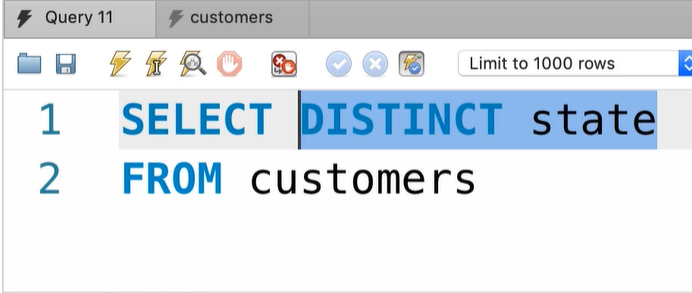 Query 11 customers
Limit to 1000 rows
1 SELECT DISTINCT state
2 FROM customers